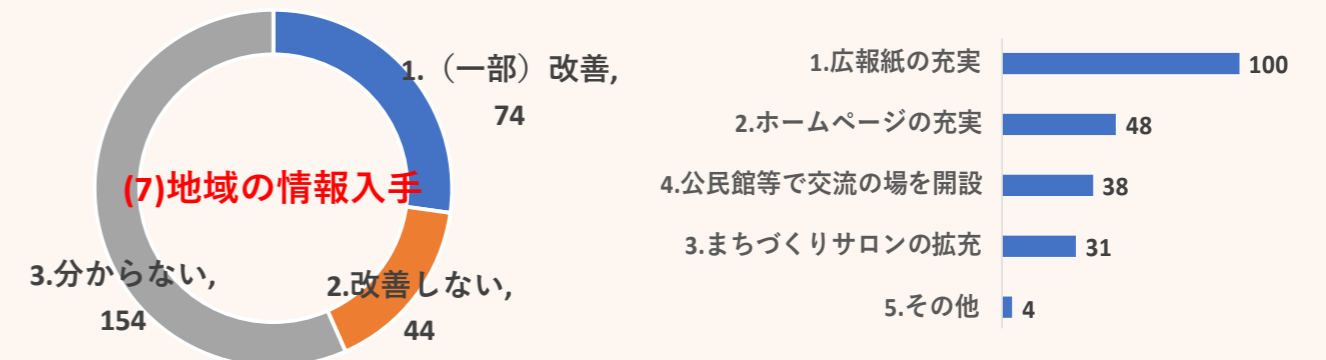 1.（一部）改善,
74
(7)地域の情報入手
3.分からない,
154
2.改善しない,
44
1.広報紙の充実 100
2.ホームページの充実 48
4.公民館等で交流の場を開設 38
3.まちづくりサロンの拡充 31
5.その他 4